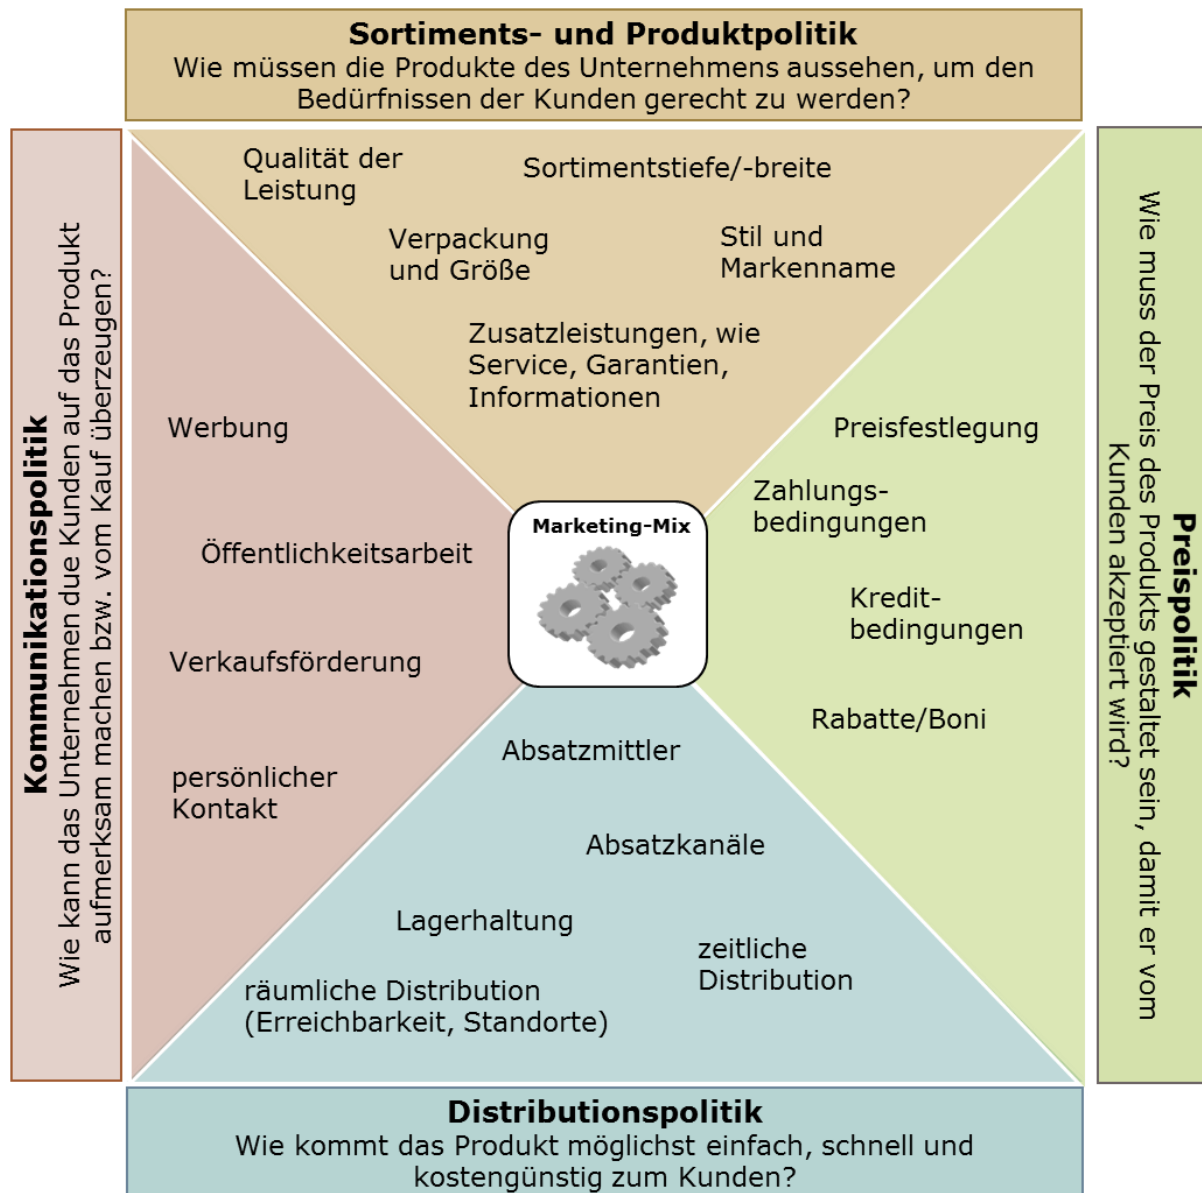 Sortiments- und Produktpolitik
Wie müssen die Produkte des Unternehmens aussehen, um den
Bedürfnissen der Kunden gerecht zu werden?
Kommunikationspolitik
Wie kann das Unternehmen due Kunden auf das Produkt
aufmerksam machen bzw. vom Kauf überzeugen?
Qualität der
Leistung
Sortimentstiefe/-breite
Verpackung
und Größe
Stil und
Markenname
Zusatzleistungen, wie
Service, Garantien,
Informationen
Werbung
Öffentlichkeitsarbeit
Verkaufsförderung
persönlicher
Kontakt
Marketing-Mix
Preisfestlegung
Zahlungs-
bedingungen
Kredit-
bedingungen
Rabatte/Boni
Absatzmittler
Absatzkanäle
Lagerhaltung
zeitliche
Distribution
räumliche Distribution
(Erreichbarkeit, Standorte)
Preispolitik
Wie muss der Preis des Produkts gestaltet sein, damit er vom
Kunden akzeptiert wird?
Distributionspolitik
Wie kommt das Produkt möglichst einfach, schnell und
kostengünstig zum Kunden?